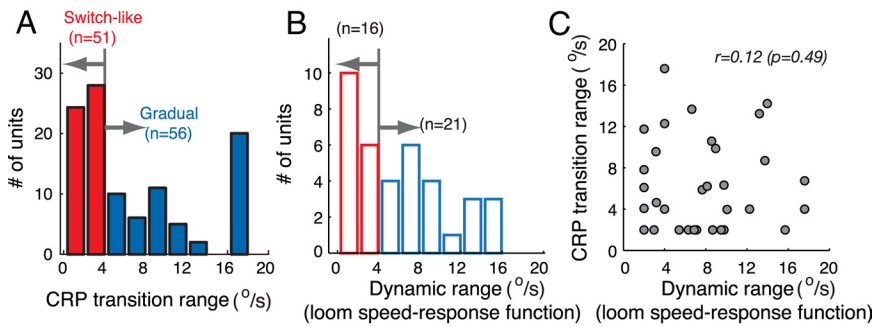 A
Switch-like
(n=51)
Gradual
(n=56)
# of units
30
20
10
0
0 4 8 12 16 20
CRP transition range (°/s)
B
(n=16)
(n=21)
# of units
10
8
6
4
2
0
0 4 8 12 16 20
Dynamic range (°/s)
(loom speed-response function)
C
r=0.12 (p=0.49)
CRP transition range (°/s)
20
16
12
8
4
0
0 4 8 12 16 20
Dynamic range (°/s)
(loom speed-response function)